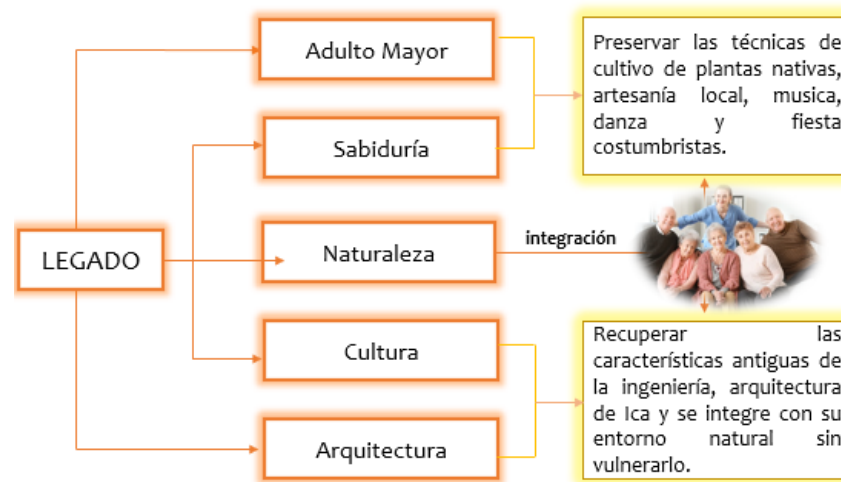 Adulto Mayor
Sabiduría
LEGADO
Naturaleza
integración
Cultura
Arquitectura
Preservar las técnicas de
cultivo de plantas nativas,
artesanía local, musica,
danza y fiesta
costumbristas.
Recuperar las
características antiguas de
la ingeniería, arquitectura
de Ica y se integre con su
entorno natural sin
vulnerarlo.